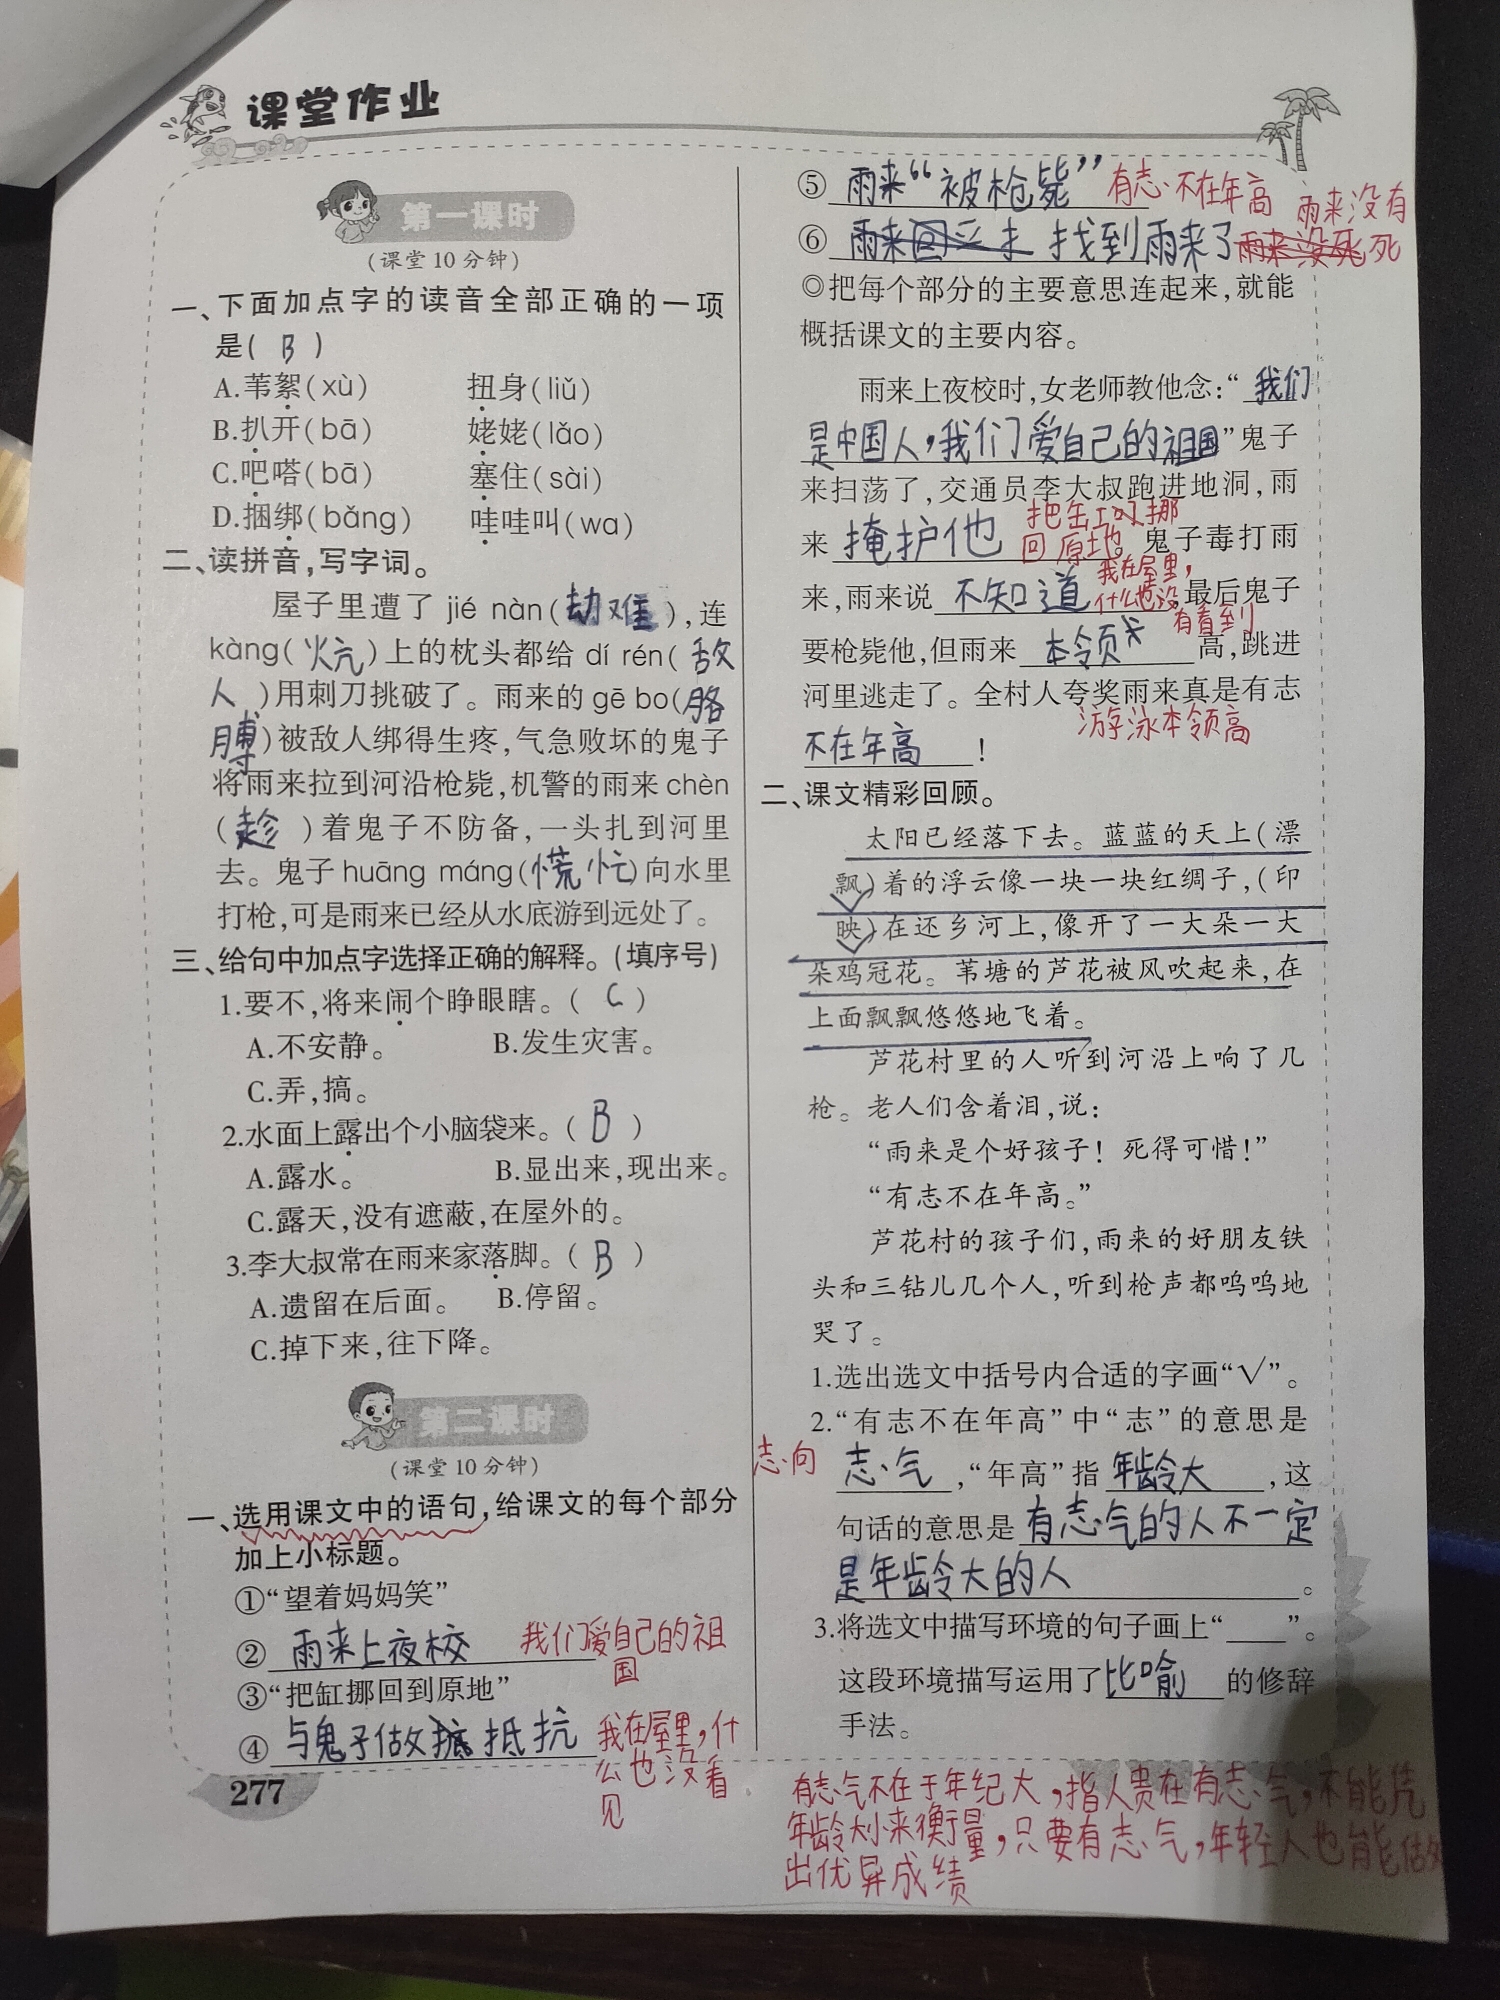 课堂作业
第一课时
(课堂10分钟)
一、下面加点字的读音全部正确的一项
是( B )
A.苇絮(xù) 扭身(liǔ)
B.扒开(bā) 姥姥(lǎo)
C.吧嗒(bā) 塞住(sài)
D.捆绑(bǎng) 哇哇叫(wa)
二、读拼音,写字词。
屋子里遭了 jié nàn(劫难),连
kàng(炕)上的枕头都给 dí rén(敌
人)用刺刀挑破了。雨来的 gē bo(胳
膊)被敌人绑得生疼,气急败坏的鬼子
将雨来拉到河沿枪毙,机警的雨来 chèn
(趁)着鬼子不防备,一头扎到河里
去。鬼子 huāng máng(慌忙)向水里
打枪,可是雨来已经从水底游到远处了。
三、给句中加点字选择正确的解释。(填序号)
1.要不,将来闹个睁眼瞎。( C )
A.不安静。 B.发生灾害。
C.弄,搞。
2.水面上露出个小脑袋来。( B )
A.露水。 B.显出来,现出来。
C.露天,没有遮蔽,在屋外的。
3.李大叔常在雨来家落脚。( B )
A.遗留在后面。 B.停留。
C.掉下来,往下降。
第二课时
(课堂10分钟)
一、选用课文中的语句,给课文的每个部分
加上小标题。
①“望着妈妈笑”
② 雨来上夜校 我们爱自己的祖
国
③“把缸挪回到原地”
④ 与鬼子做 抵抗 我在屋里,什
么也没看
见
277
⑤ 雨来“被枪毙” 有志不在年高
雨来没有
⑥ 雨来 找到雨来了 雨来没死 死
◎把每个部分的主要意思连起来,就能
概括课文的主要内容。
雨来上夜校时,女老师教他念:“我们
是中国人,我们爱自己的祖国”鬼子
来扫荡了,交通员李大叔跑进地洞,雨
把缸 挪
来 掩护他 回原地。鬼子毒打雨
我在屋里,
来,雨来说 不知道 什么也没 最后鬼子
有看到
要枪毙他,但雨来 本领 高,跳进
河里逃走了。全村人夸奖雨来真是有志
游泳本领高
不在年高!
二、课文精彩回顾。
太阳已经落下去。蓝蓝的天上(漂
飘)着的浮云像一块一块红绸子,(印
映)在还乡河上,像开了一大朵一大
朵鸡冠花。苇塘的芦花被风吹起来,在
上面飘飘悠悠地飞着。
芦花村里的人听到河沿上响了几
枪。老人们含着泪,说:
“雨来是个好孩子!死得可惜!”
“有志不在年高。”
芦花村的孩子们,雨来的好朋友铁
头和三钻儿几个人,听到枪声都呜呜地
哭了。
1.选出选文中括号内合适的字画“√”。
2.“有志不在年高”中“志”的意思是
志向 志气,“年高”指 年龄大,这
句话的意思是 有志气的人不一定
是年龄大的人。
3.将选文中描写环境的句子画上“____”。
这段环境描写运用了比喻的修辞
手法。
有志气不在于年纪大,指人贵在有志气,不能凭
年龄大小来衡量,只要有志气,年轻人也能
出优异成绩